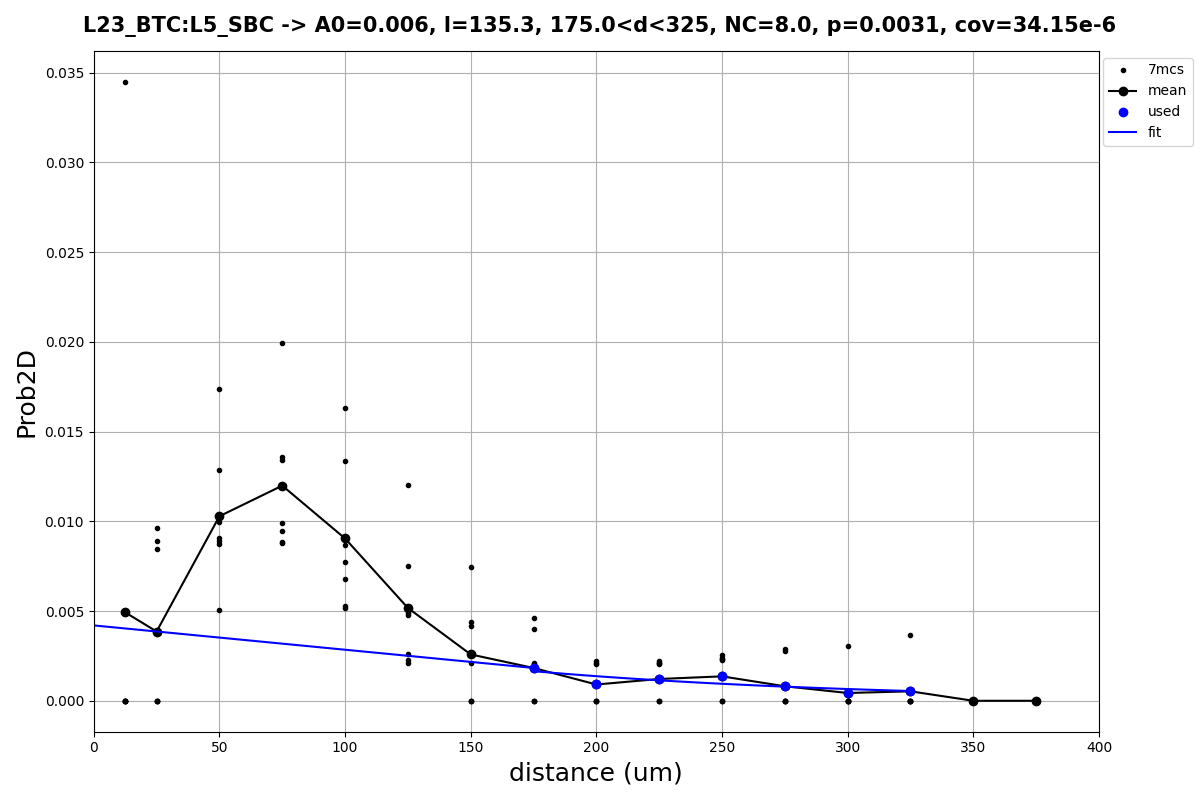 L23_BTC:L5_SBC -> A0=0.006, l=135.3, 175.0<d<325, NC=8.0, p=0.0031, cov=34.15e-6
7mcs
mean
used
fit
Prob2D
0.035
0.030
0.025
0.020
0.015
0.010
0.005
0.000
0 50 100 150 200 250 300 350 400
distance (um)